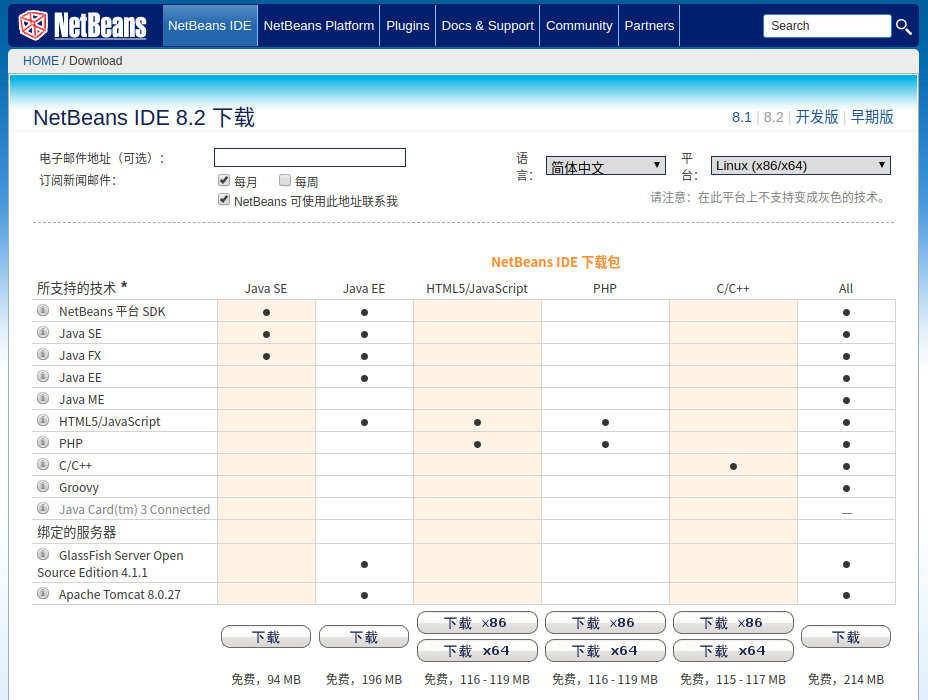 NetBeans
NetBeans IDE NetBeans Platform Plugins Docs & Support Community Partners
Search
HOME / Download
NetBeans IDE 8.2 下载
8.1 | 8.2 | 开发版 | 早期版
电子邮件地址（可选）：
语言： 简体中文
平台： Linux (x86/x64)
订阅新闻邮件：
每月 每周
NetBeans 可使用此地址联系我
请注意：在此平台上不支持变成灰色的技术。
NetBeans IDE 下载包
所支持的技术 * Java SE Java EE HTML5/JavaScript PHP C/C++ All
NetBeans 平台 SDK ● ● ●
Java SE ● ● ●
Java FX ● ● ●
Java EE ● ●
Java ME ●
HTML5/JavaScript ● ● ● ●
PHP ● ● ●
C/C++ ● ●
Groovy ●
Java Card(tm) 3 Connected —
绑定的服务器
GlassFish Server Open
Source Edition 4.1.1 ● ●
Apache Tomcat 8.0.27 ● ●
下载 下载 下载 x86 下载 x86 下载 x86 下载
下载 x64 下载 x64 下载 x64
免费，94 MB 免费，196 MB 免费，116 - 119 MB 免费，116 - 119 MB 免费，115 - 117 MB 免费，214 MB